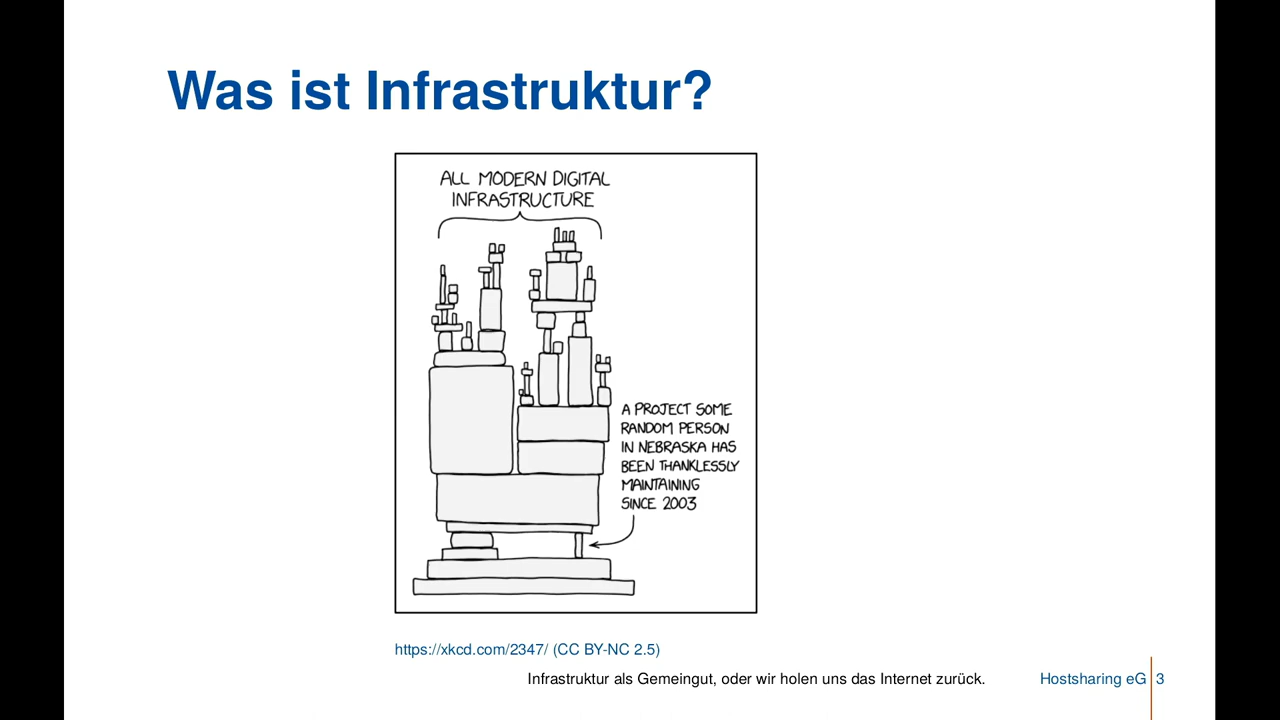 Was ist Infrastruktur?
ALL MODERN DIGITAL
INFRASTRUCTURE
A PROJECT SOME
RANDOM PERSON
IN NEBRASKA HAS
BEEN THANKLESSLY
MAINTAINING
SINCE 2003
https://xkcd.com/2347/ (CC BY-NC 2.5)
Infrastruktur als Gemeingut, oder wir holen uns das Internet zurück.
Hostsharing eG 3